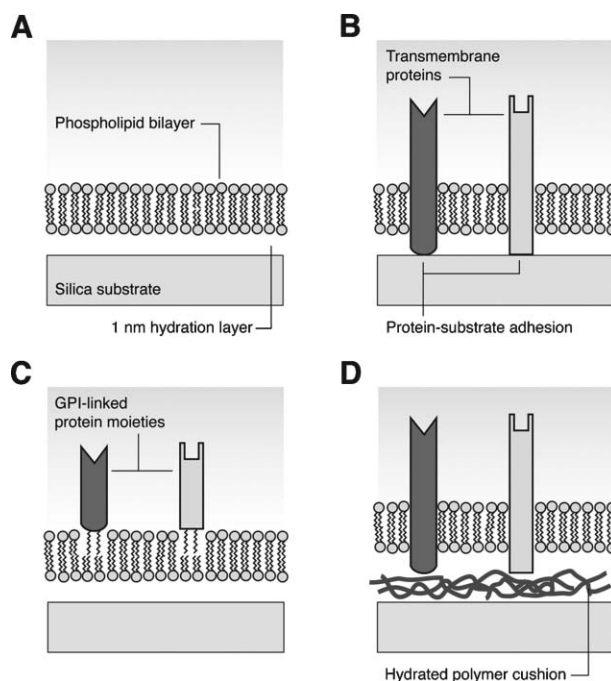 A
Phospholipid bilayer
Silica substrate
1 nm hydration layer
B
Transmembrane
proteins
Protein-substrate adhesion
C
GPI-linked
protein moieties
D
Hydrated polymer cushion